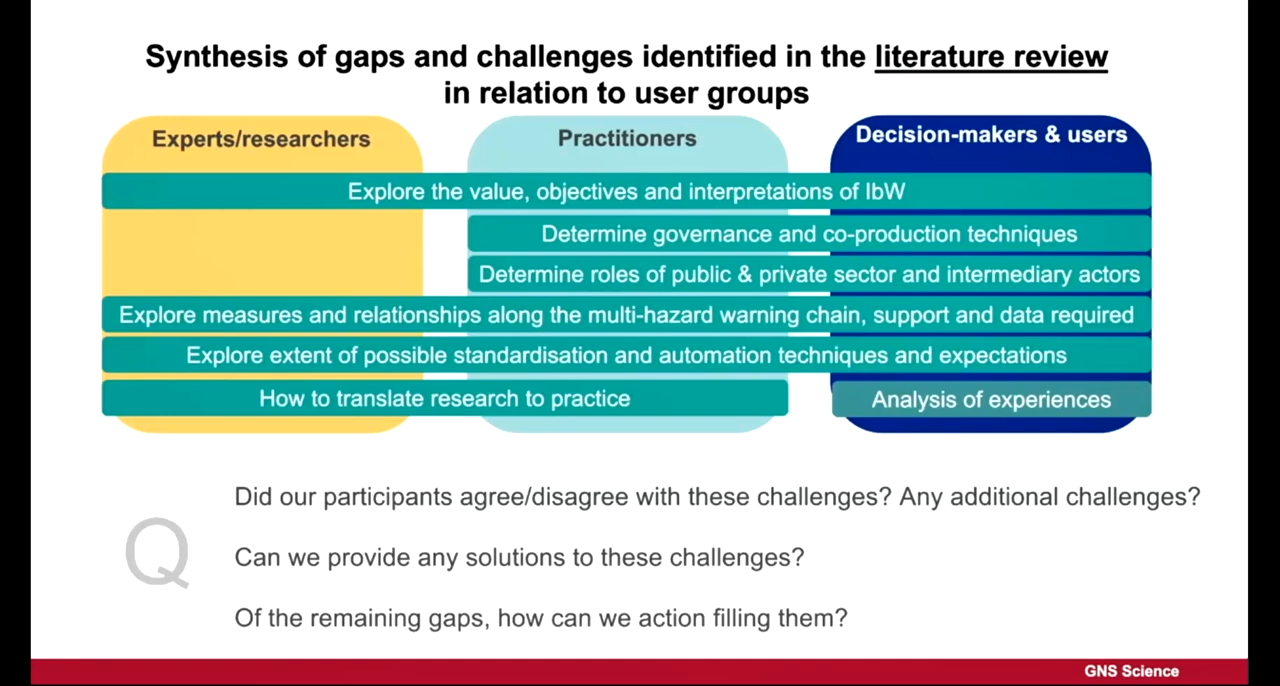 Synthesis of gaps and challenges identified in the literature review
in relation to user groups
Experts/researchers
Practitioners
Decision-makers & users
Explore the value, objectives and interpretations of IbW
Determine governance and co-production techniques
Determine roles of public & private sector and intermediary actors
Explore measures and relationships along the multi-hazard warning chain, support and data required
Explore extent of possible standardisation and automation techniques and expectations
How to translate research to practice
Analysis of experiences
Q
Did our participants agree/disagree with these challenges? Any additional challenges?
Can we provide any solutions to these challenges?
Of the remaining gaps, how can we action filling them?
GNS Science